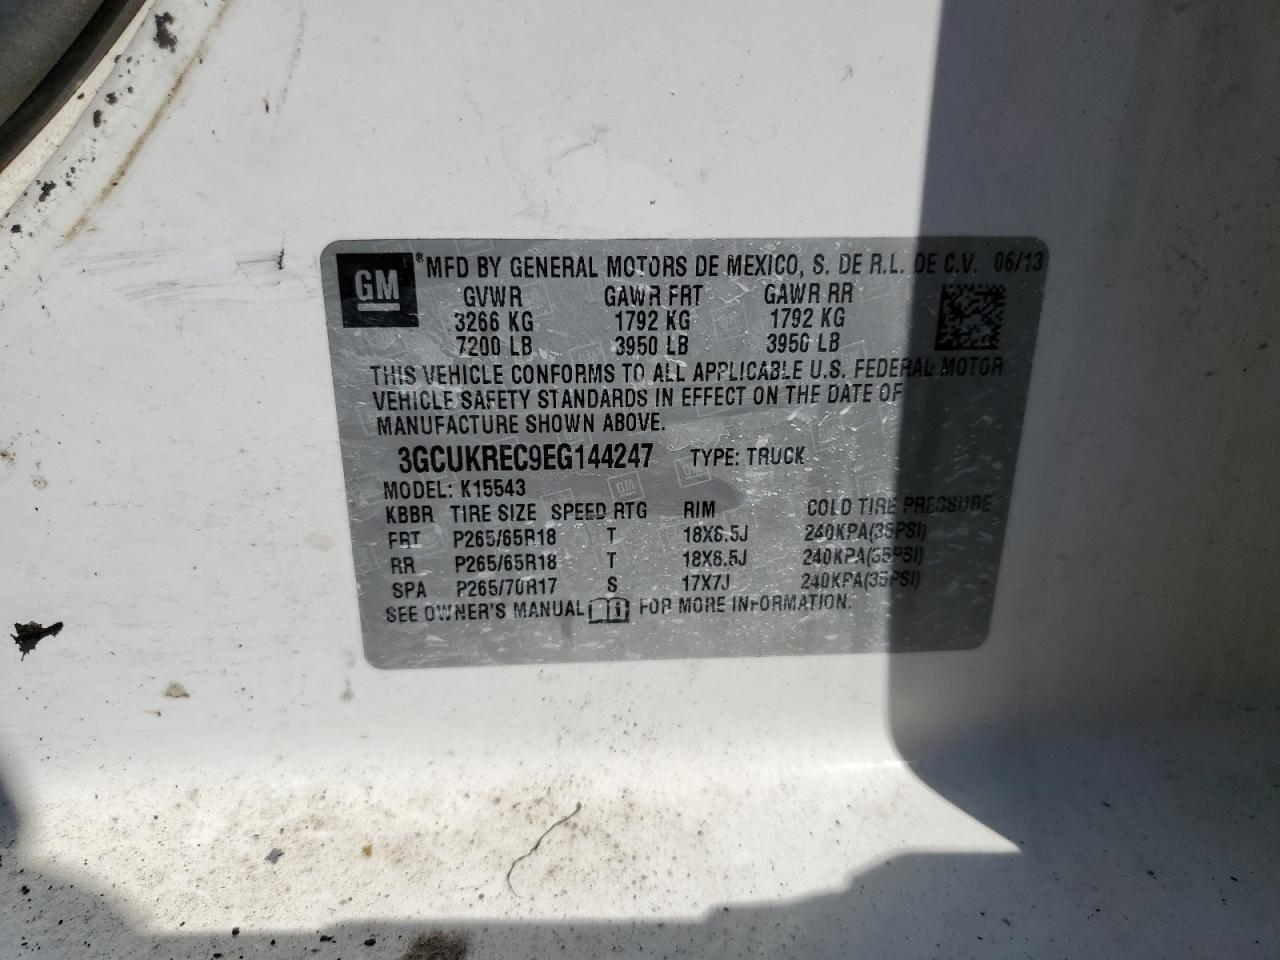 GM ® MFD BY GENERAL MOTORS DE MEXICO, S. DE R.L. DE C.V. 06/13
GVWR GAWR FRT GAWR RR
3266 KG 1792 KG 1792 KG
7200 LB 3950 LB 3950 LB
THIS VEHICLE CONFORMS TO ALL APPLICABLE U.S. FEDERAL MOTOR
VEHICLE SAFETY STANDARDS IN EFFECT ON THE DATE OF
MANUFACTURE SHOWN ABOVE.
3GCUKREC9EG144247 TYPE: TRUCK
MODEL: K15543
KBBR TIRE SIZE SPEED RTG RIM COLD TIRE PRESSURE
FRT P265/65R18 T 18X8.5J 240KPA(35PSI)
RR P265/65R18 T 18X8.5J 240KPA(35PSI)
SPA P265/70R17 S 17X7J 240KPA(35PSI)
SEE OWNER'S MANUAL FOR MORE INFORMATION.